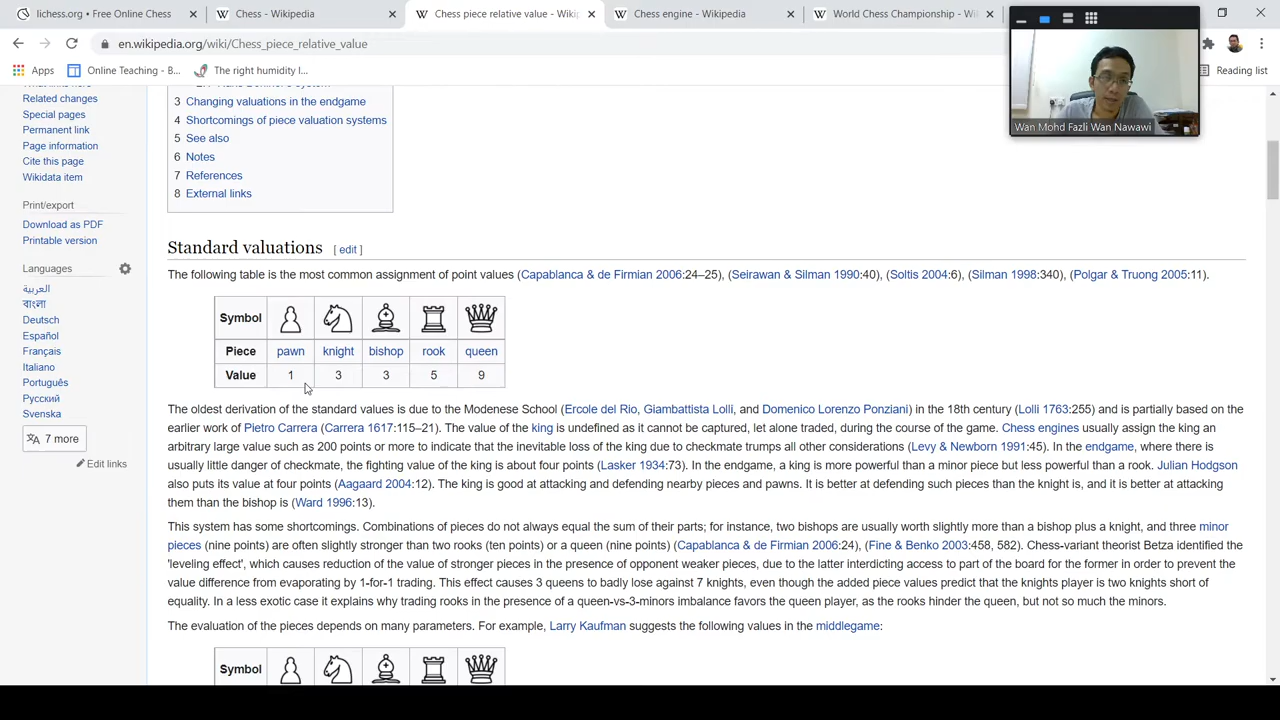 lichess.org • Free Online Chess
Chess - Wikipedia
Chess piece relative value - Wiki
Chess engine - Wikipedia
World Chess Championship - Wi
en.wikipedia.org/wiki/Chess_piece_relative_value
Apps
Online Teaching - B...
The right humidity l...
Reading list
Wan Mohd Fazli Wan Nawawi
Related changes
Special pages
Permanent link
Page information
Cite this page
Wikidata item
Print/export
Download as PDF
Printable version
Languages
العربية
বাংলা
Deutsch
Español
Français
Italiano
Português
Русский
Svenska
7 more
Edit links
3 Changing valuations in the endgame
4 Shortcomings of piece valuation systems
5 See also
6 Notes
7 References
8 External links
Standard valuations [ edit ]
The following table is the most common assignment of point values (Capablanca & de Firmian 2006:24–25), (Seirawan & Silman 1990:40), (Soltis 2004:6), (Silman 1998:340), (Polgar & Truong 2005:11).
Symbol
Piece pawn knight bishop rook queen
Value 1 3 3 5 9
The oldest derivation of the standard values is due to the Modenese School (Ercole del Rio, Giambattista Lolli, and Domenico Lorenzo Ponziani) in the 18th century (Lolli 1763:255) and is partially based on the
earlier work of Pietro Carrera (Carrera 1617:115–21). The value of the king is undefined as it cannot be captured, let alone traded, during the course of the game. Chess engines usually assign the king an
arbitrary large value such as 200 points or more to indicate that the inevitable loss of the king due to checkmate trumps all other considerations (Levy & Newborn 1991:45). In the endgame, where there is
usually little danger of checkmate, the fighting value of the king is about four points (Lasker 1934:73). In the endgame, a king is more powerful than a minor piece but less powerful than a rook. Julian Hodgson
also puts its value at four points (Aagaard 2004:12). The king is good at attacking and defending nearby pieces and pawns. It is better at defending such pieces than the knight is, and it is better at attacking
them than the bishop is (Ward 1996:13).
This system has some shortcomings. Combinations of pieces do not always equal the sum of their parts; for instance, two bishops are usually worth slightly more than a bishop plus a knight, and three minor
pieces (nine points) are often slightly stronger than two rooks (ten points) or a queen (nine points) (Capablanca & de Firmian 2006:24), (Fine & Benko 2003:458, 582). Chess-variant theorist Betza identified the
'leveling effect', which causes reduction of the value of stronger pieces in the presence of opponent weaker pieces, due to the latter interdicting access to part of the board for the former in order to prevent the
value difference from evaporating by 1-for-1 trading. This effect causes 3 queens to badly lose against 7 knights, even though the added piece values predict that the knights player is two knights short of
equality. In a less exotic case it explains why trading rooks in the presence of a queen-vs-3-minors imbalance favors the queen player, as the rooks hinder the queen, but not so much the minors.
The evaluation of the pieces depends on many parameters. For example, Larry Kaufman suggests the following values in the middlegame:
Symbol